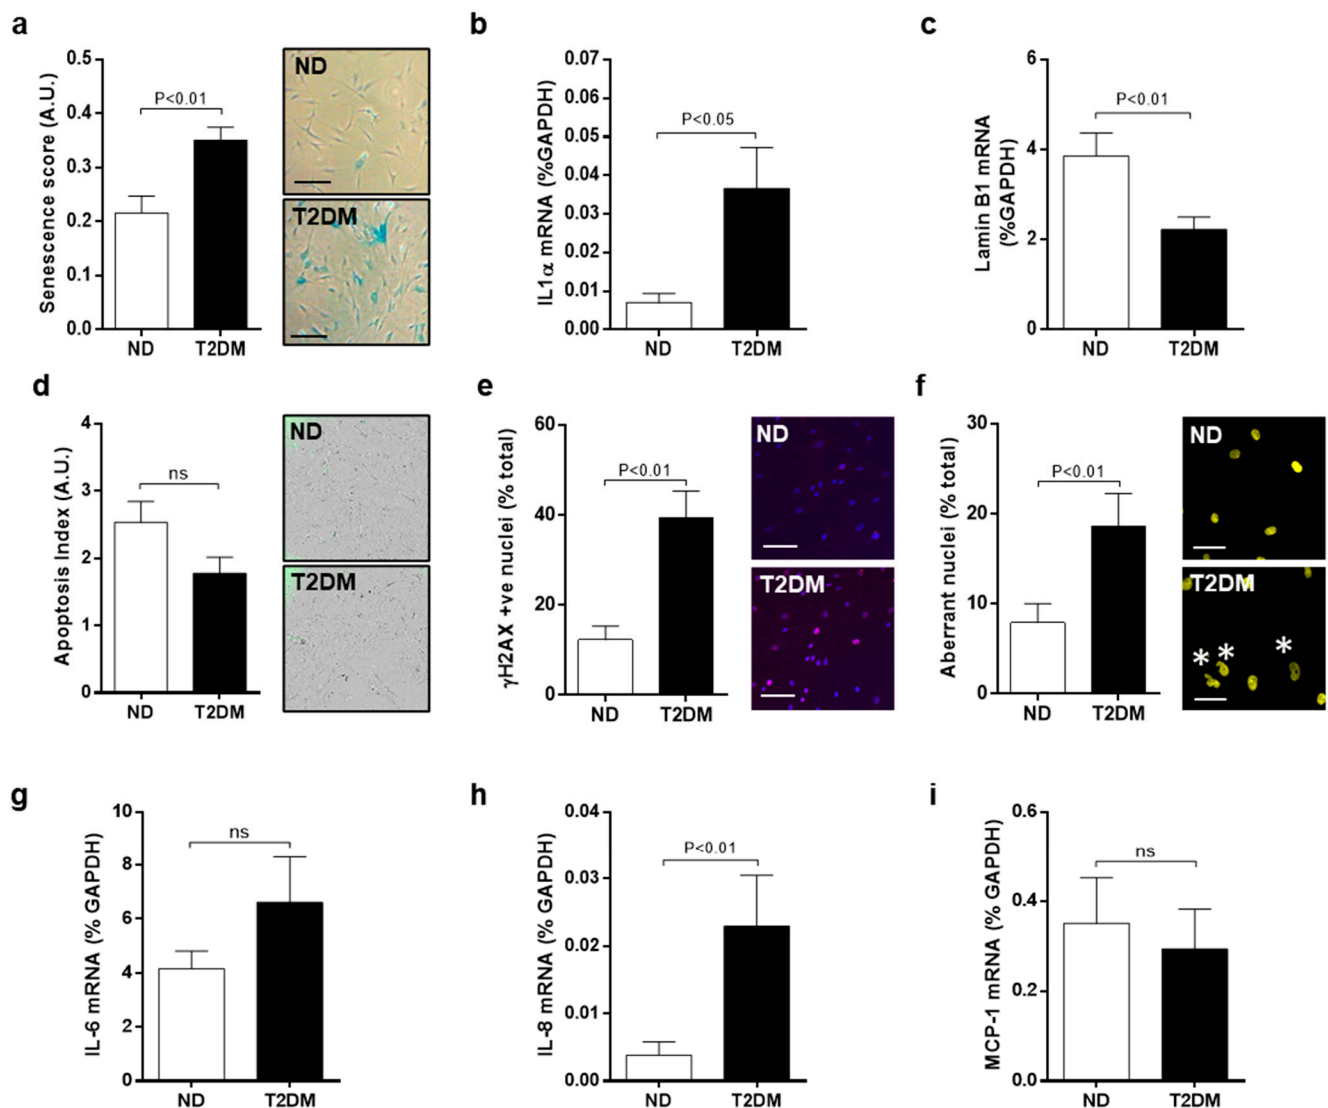 a
Senescence score (A.U.)
0.5
0.4
0.3
0.2
0.1
0.0
P<0.01
ND
T2DM
ND
T2DM
b
IL1α mRNA (%GAPDH)
0.07
0.06
0.05
0.04
0.03
0.02
0.01
0.00
P<0.05
ND
T2DM
c
Lamin B1 mRNA
(%GAPDH)
6
4
2
0
P<0.01
ND
T2DM
d
Apoptosis Index (A.U.)
4
3
2
1
0
ns
ND
T2DM
ND
T2DM
e
γH2AX +ve nuclei (% total)
60
40
20
0
P<0.01
ND
T2DM
ND
T2DM
f
Aberrant nuclei (% total)
30
20
10
0
P<0.01
ND
T2DM
ND
T2DM
* * *
g
IL-6 mRNA (% GAPDH)
10
8
6
4
2
0
ns
ND
T2DM
h
IL-8 mRNA (% GAPDH)
0.04
0.03
0.02
0.01
0.00
P<0.01
ND
T2DM
i
MCP-1 mRNA (% GAPDH)
0.6
0.4
0.2
0.0
ns
ND
T2DM